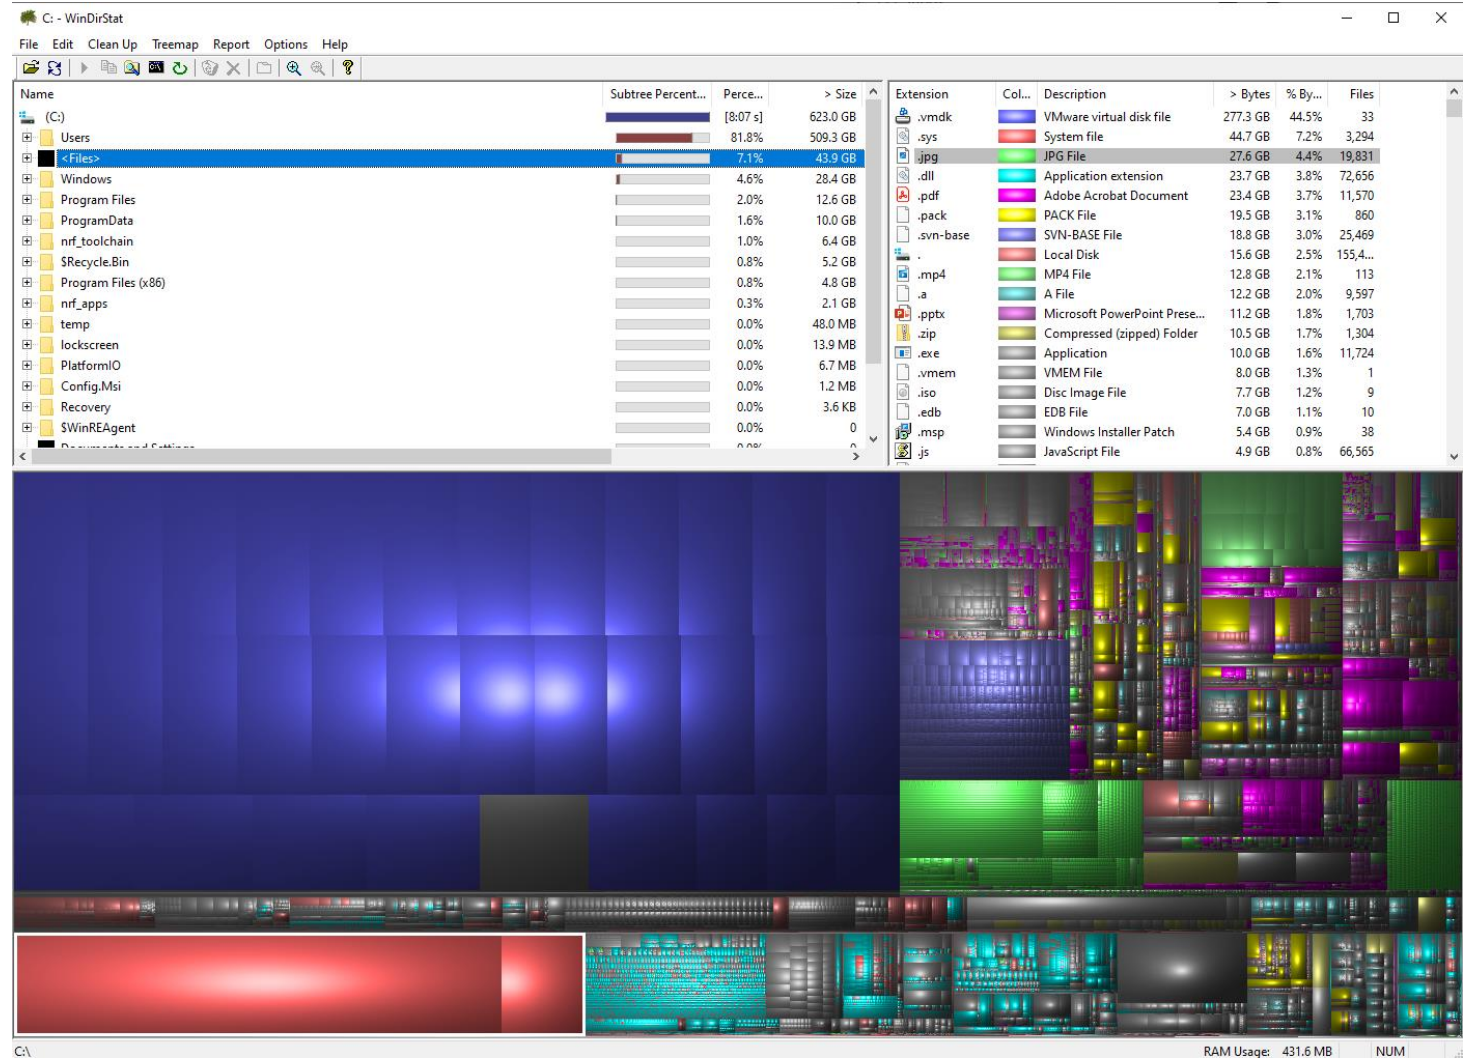 C: - WinDirStat
File Edit Clean Up Treemap Report Options Help
Name Subtree Percent... Perce... > Size
(C:) [8:07 s] 623.0 GB
Users 81.8% 509.3 GB
<Files> 7.1% 43.9 GB
Windows 4.6% 28.4 GB
Program Files 2.0% 12.6 GB
ProgramData 1.6% 10.0 GB
nrf_toolchain 1.0% 6.4 GB
$Recycle.Bin 0.8% 5.2 GB
Program Files (x86) 0.8% 4.8 GB
nrf_apps 0.3% 2.1 GB
temp 0.0% 48.0 MB
lockscreen 0.0% 13.9 MB
PlatformIO 0.0% 6.7 MB
Config.Msi 0.0% 1.2 MB
Recovery 0.0% 3.6 KB
$WinREAgent 0.0% 0
Extension Col... Description > Bytes % By... Files
.vmdk VMware virtual disk file 277.3 GB 44.5% 33
.sys System file 44.7 GB 7.2% 3,294
.jpg JPG File 27.6 GB 4.4% 19,831
.dll Application extension 23.7 GB 3.8% 72,656
.pdf Adobe Acrobat Document 23.4 GB 3.7% 11,570
.pack PACK File 19.5 GB 3.1% 860
.svn-base SVN-BASE File 18.8 GB 3.0% 25,469
. Local Disk 15.6 GB 2.5% 155,4...
.mp4 MP4 File 12.8 GB 2.1% 113
.a A File 12.2 GB 2.0% 9,597
.pptx Microsoft PowerPoint Prese... 11.2 GB 1.8% 1,703
.zip Compressed (zipped) Folder 10.5 GB 1.7% 1,304
.exe Application 10.0 GB 1.6% 11,724
.vmem VMEM File 8.0 GB 1.3% 1
.iso Disc Image File 7.7 GB 1.2% 9
.edb EDB File 7.0 GB 1.1% 10
.msp Windows Installer Patch 5.4 GB 0.9% 38
.js JavaScript File 4.9 GB 0.8% 66,565
C:\ RAM Usage: 431.6 MB NUM